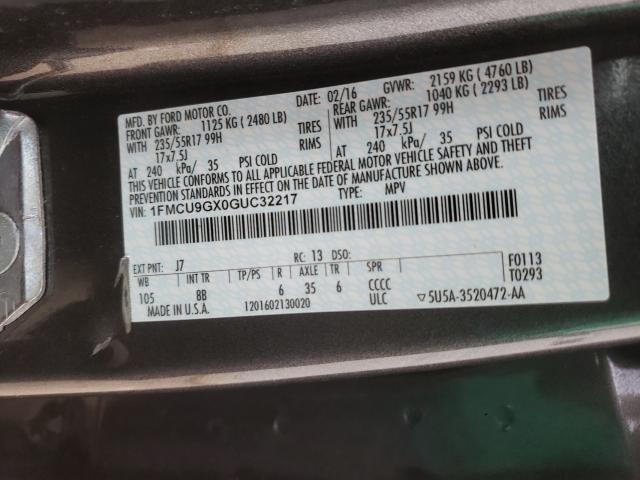 MFD. BY FORD MOTOR CO.
DATE: 02/16 GVWR: 2159 KG ( 4760 LB)
FRONT GAWR: 1125 KG ( 2480 LB)
REAR GAWR: 1040 KG ( 2293 LB)
WITH 235/55R17 99H TIRES
WITH 235/55R17 99H TIRES
17x7.5J RIMS
17x7.5J RIMS
AT 240 kPa/ 35 PSI COLD
AT 240 kPa/ 35 PSI COLD
THIS VEHICLE CONFORMS TO ALL APPLICABLE FEDERAL MOTOR VEHICLE SAFETY AND THEFT
PREVENTION STANDARDS IN EFFECT ON THE DATE OF MANUFACTURE SHOWN ABOVE.
VIN: 1FMCU9GX0GUC32217
TYPE: MPV
EXT PNT: J7 RC: 13 DSO:
WB INT TR TP/PS R AXLE TR SPR
105 BB 6 35 6 CCCC
MADE IN U.S.A. 1201602130020 ULC
F0113
T0293
▽5U5A-3520472-AA